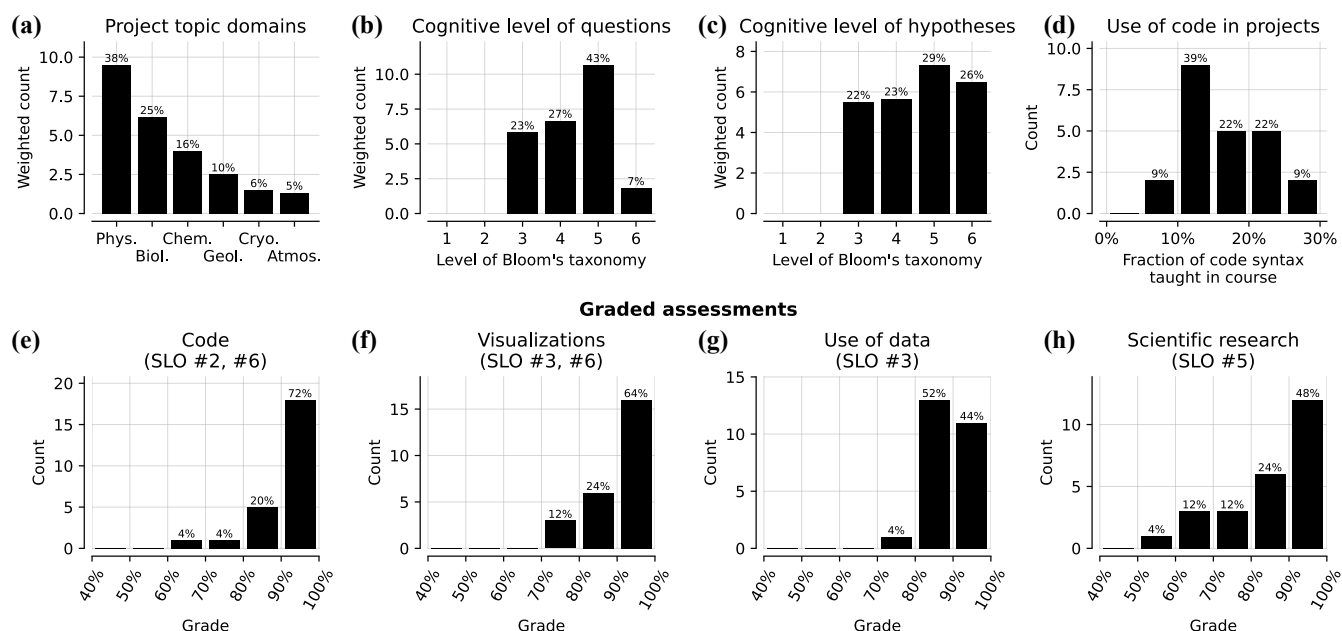 (a) Project topic domains
Weighted count
10.0
7.5
5.0
2.5
0.0
38%
25%
16%
10%
6%
5%
Phys. Chem. Cryo.
Biol. Geol. Atmos.
(b) Cognitive level of questions
Weighted count
10.0
7.5
5.0
2.5
0.0
23%
27%
43%
7%
1 2 3 4 5 6
Level of Bloom's taxonomy
(c) Cognitive level of hypotheses
Weighted count
8
6
4
2
0
22%
23%
29%
26%
1 2 3 4 5 6
Level of Bloom's taxonomy
(d) Use of code in projects
Count
10.0
7.5
5.0
2.5
0.0
9%
39%
22%
22%
9%
0% 10% 20% 30%
Fraction of code syntax
taught in course
Graded assessments
(e) Code
(SLO #2, #6)
Count
20
15
10
5
0
4%
4%
20%
72%
40% 50% 60% 70% 80% 90% 100%
Grade
(f) Visualizations
(SLO #3, #6)
Count
15
10
5
0
12%
24%
64%
40% 50% 60% 70% 80% 90% 100%
Grade
(g) Use of data
(SLO #3)
Count
15
10
5
0
4%
52%
44%
40% 50% 60% 70% 80% 90% 100%
Grade
(h) Scientific research
(SLO #5)
Count
10
5
0
4%
12%
12%
24%
48%
40% 50% 60% 70% 80% 90% 100%
Grade